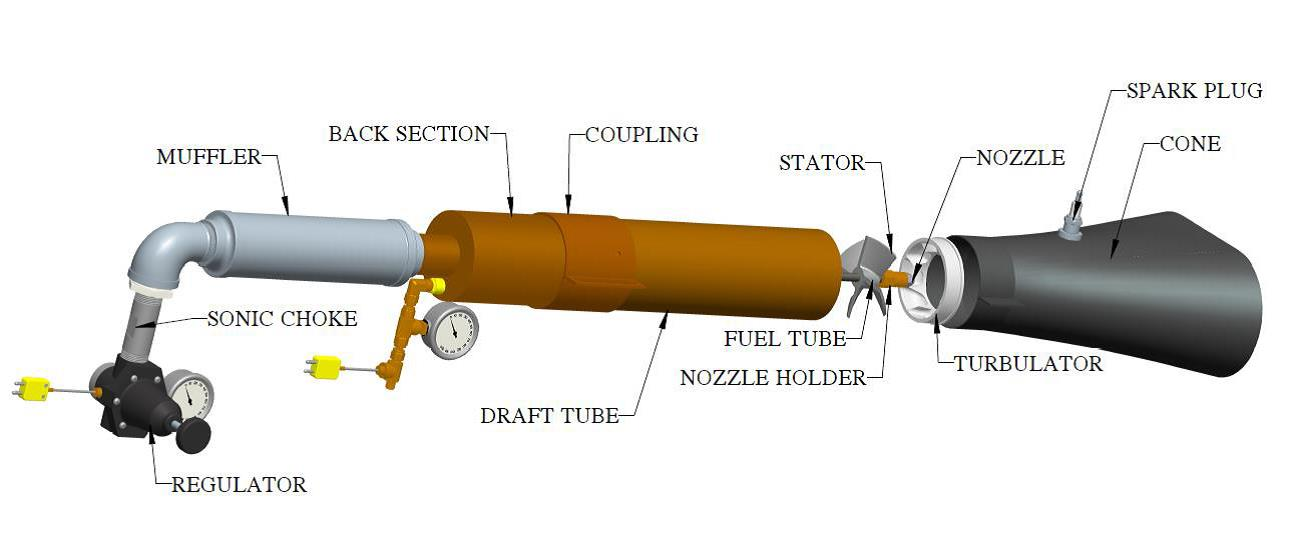 SPARK PLUG
BACK SECTION
COUPLING
CONE
MUFFLER
STATOR
NOZZLE
SONIC CHOKE
FUEL TUBE
TURBULATOR
NOZZLE HOLDER
DRAFT TUBE
REGULATOR